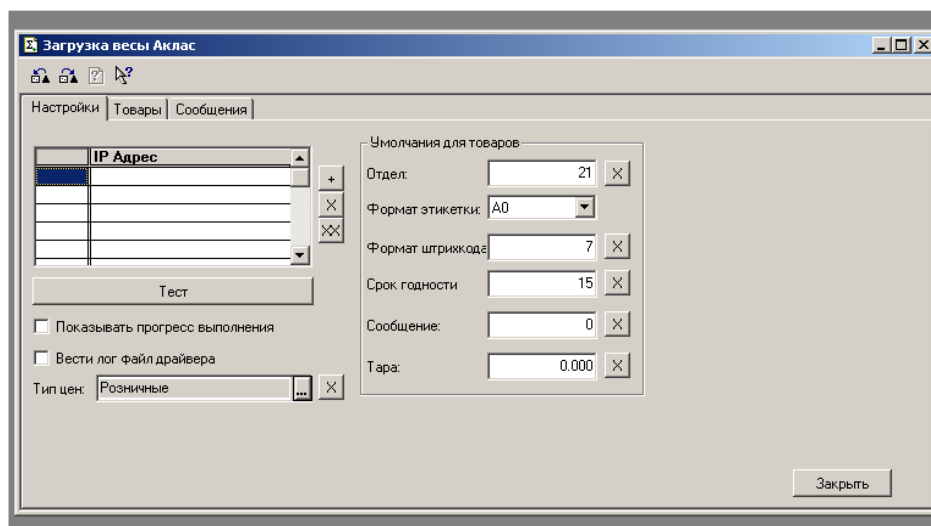 Загрузка весы Аклас
Настройки Товары Сообщения
IP Адрес
+
X
XX
Тест
Показывать прогресс выполнения
Вести лог файл драйвера
Тип цен: Розничные ... X
Умолчания для товаров
Отдел: 21 X
Формат этикетки: A0
Формат штрихкода 7 X
Срок годности 15 X
Сообщение: 0 X
Тара: 0.000 X
Закрыть